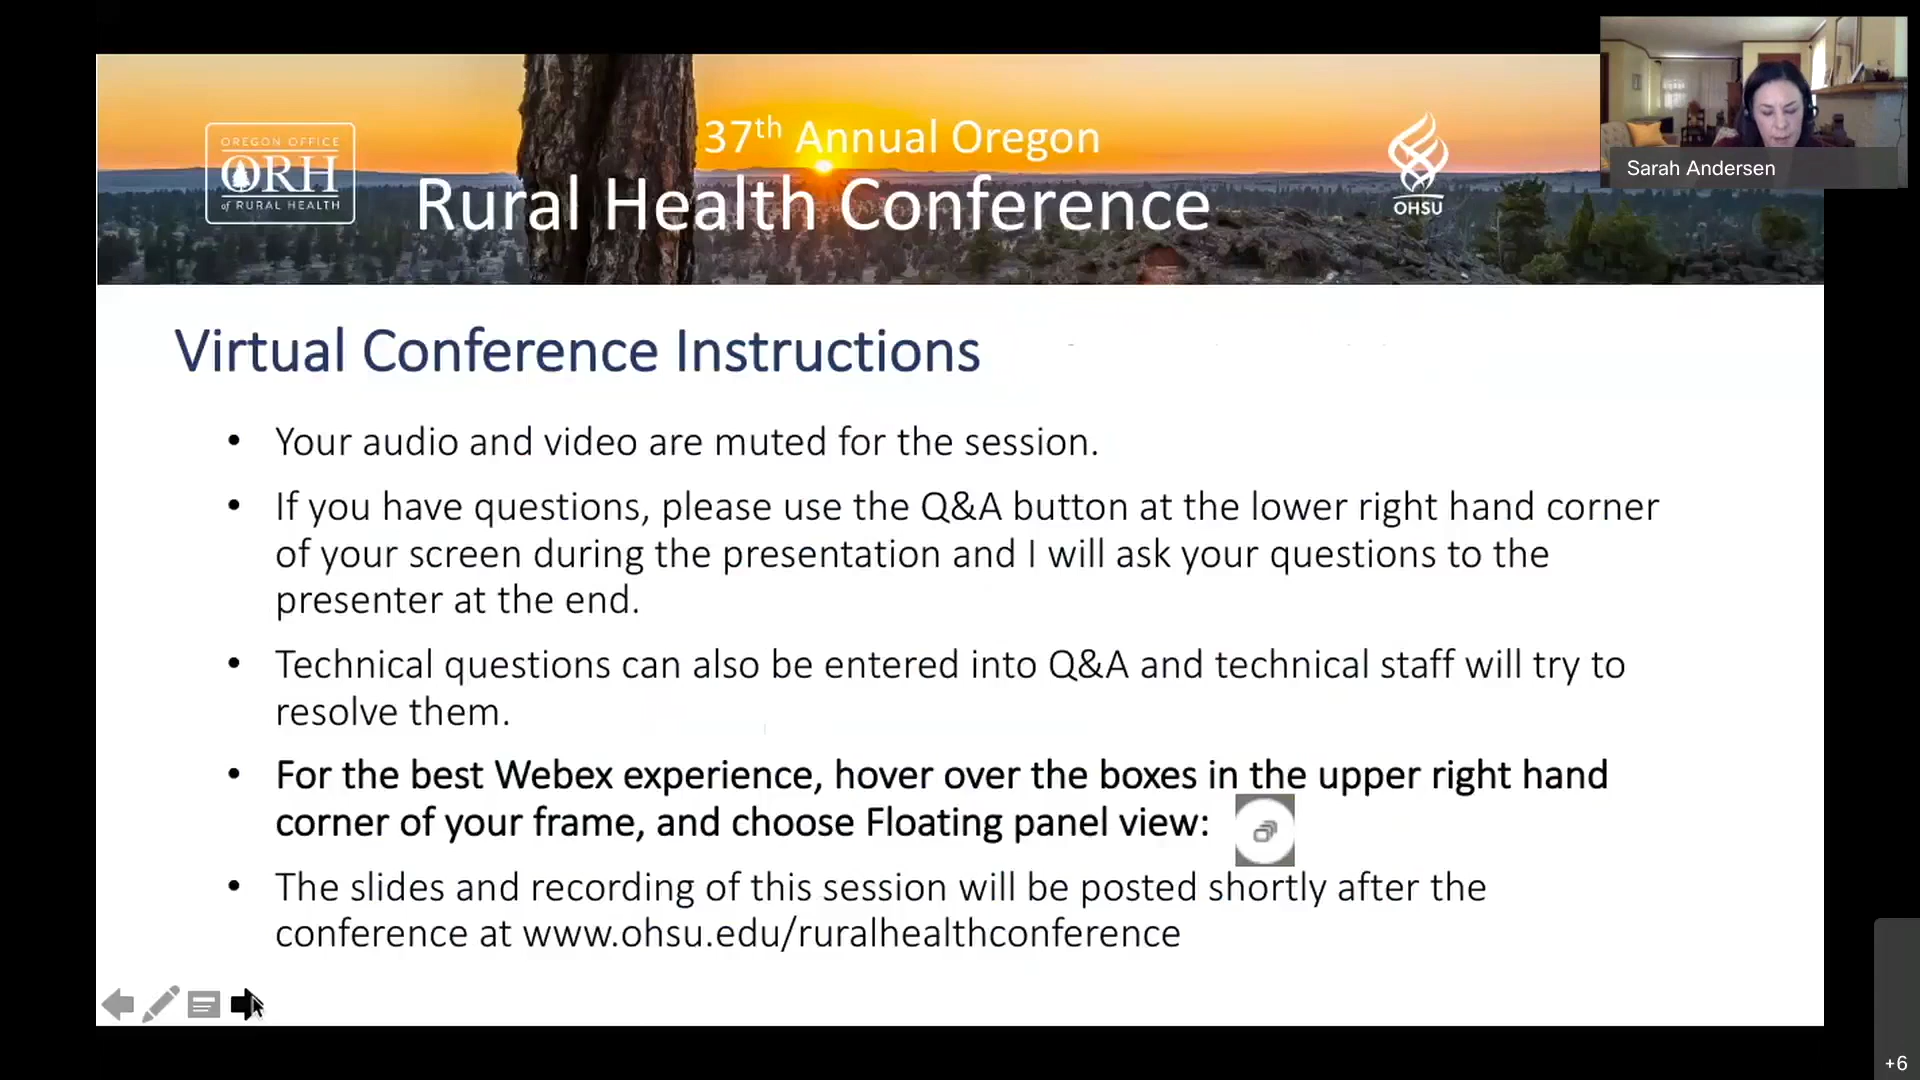 OREGON OFFICE
ORH
of RURAL HEALTH
37th Annual Oregon
Rural Health Conference
OHSU
Sarah Andersen
Virtual Conference Instructions
• Your audio and video are muted for the session.
• If you have questions, please use the Q&A button at the lower right hand corner
of your screen during the presentation and I will ask your questions to the
presenter at the end.
• Technical questions can also be entered into Q&A and technical staff will try to
resolve them.
• For the best Webex experience, hover over the boxes in the upper right hand
corner of your frame, and choose Floating panel view:
• The slides and recording of this session will be posted shortly after the
conference at www.ohsu.edu/ruralhealthconference
+6